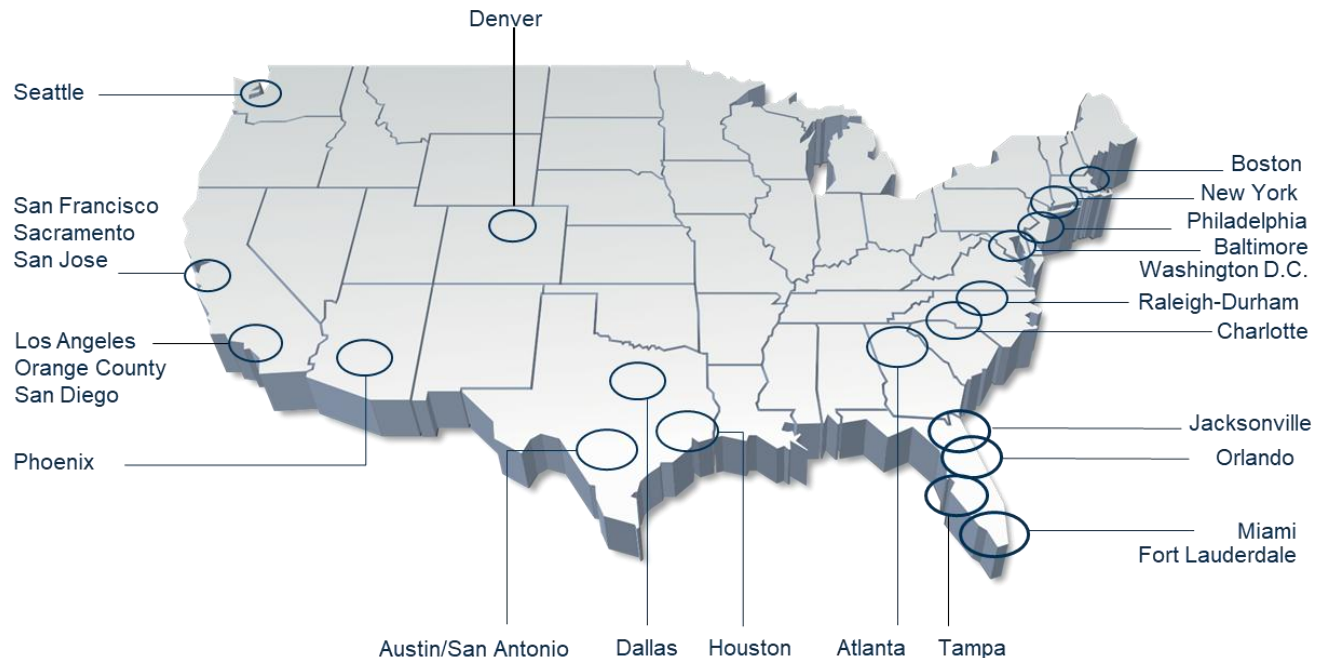 Denver
Seattle
San Francisco
Sacramento
San Jose
Los Angeles
Orange County
San Diego
Phoenix
Boston
New York
Philadelphia
Baltimore
Washington D.C.
Raleigh-Durham
Charlotte
Jacksonville
Orlando
Miami
Fort Lauderdale
Austin/San Antonio
Dallas
Houston
Atlanta
Tampa